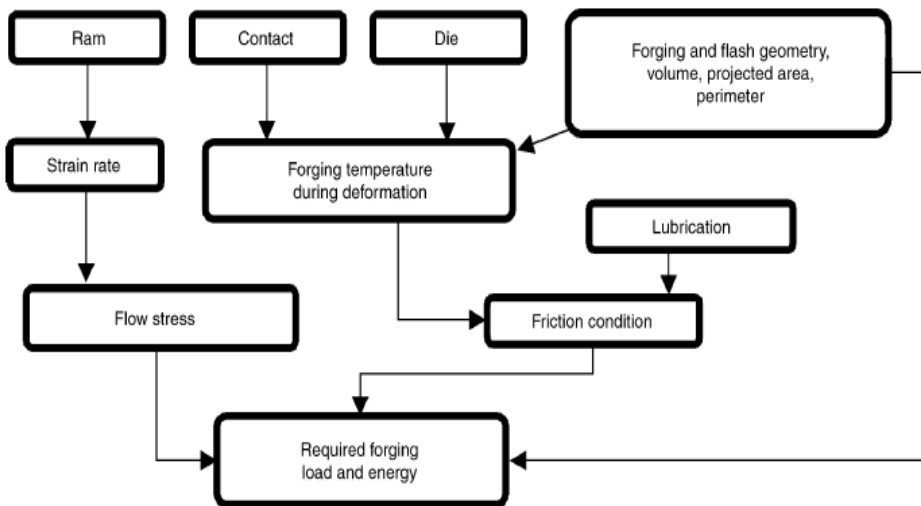 Ram
Contact
Die
Forging and flash geometry,
volume, projected area,
perimeter
Strain rate
Forging temperature
during deformation
Lubrication
Flow stress
Friction condition
Required forging
load and energy